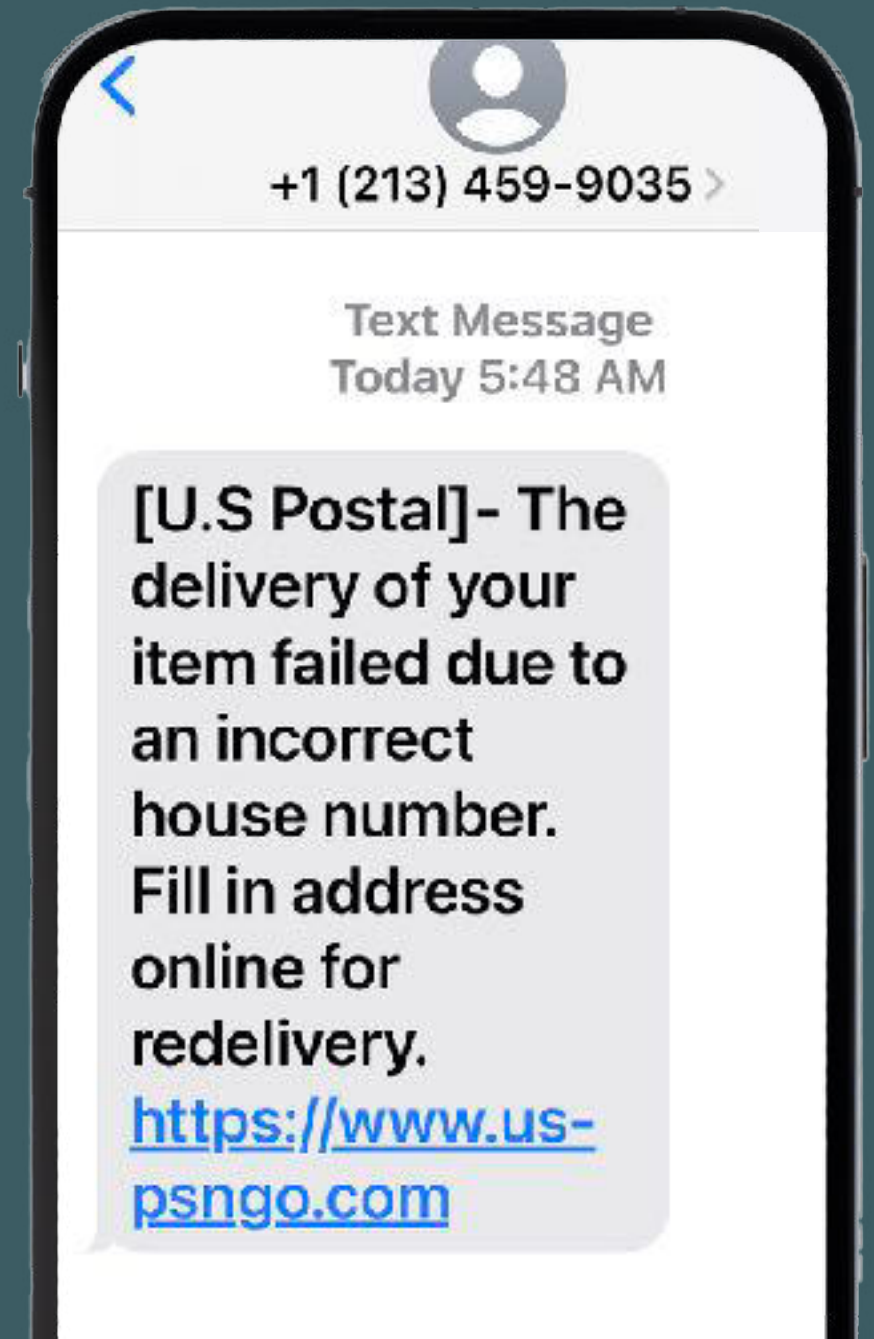 +1 (213) 459-9035
Text Message
Today 5:48 AM
[U.S Postal]- The
delivery of your
item failed due to
an incorrect
house number.
Fill in address
online for
redelivery.
https://www.us-
psngo.com